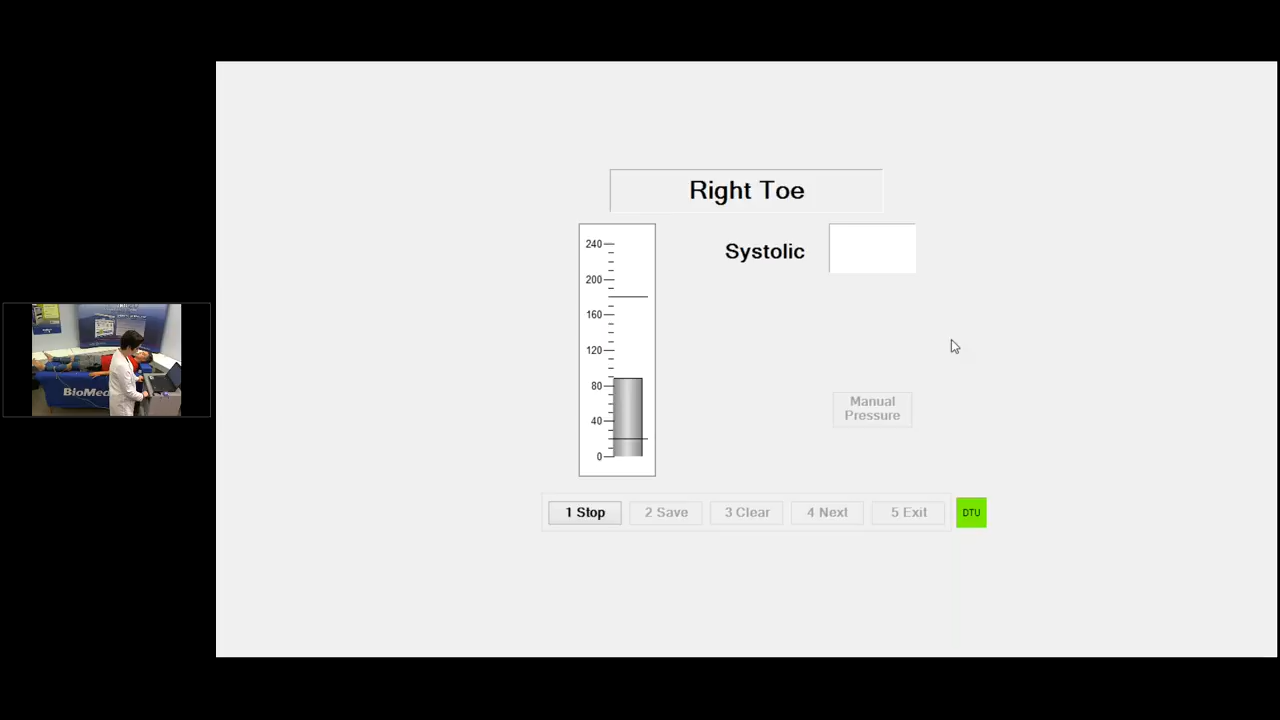 Right Toe
Systolic
240
200
160
120
80
40
0
Manual
Pressure
1 Stop
2 Save
3 Clear
4 Next
5 Exit
DTU
BioMed